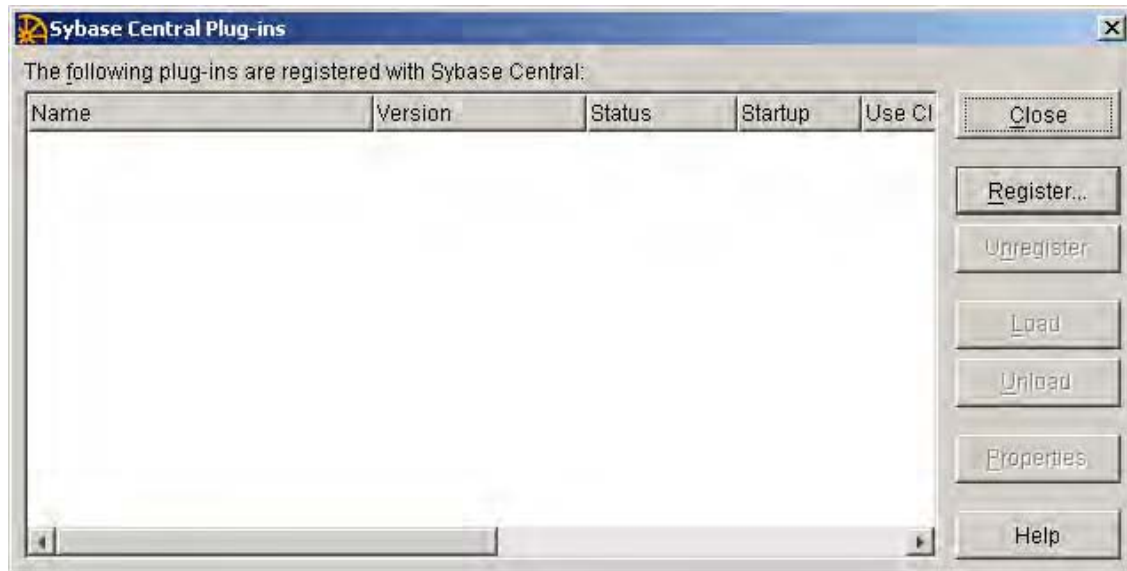 Sybase Central Plug-ins
The following plug-ins are registered with Sybase Central:
Name Version Status Startup Use Cl
Close
Register...
Unregister
Load
Unload
Properties
Help